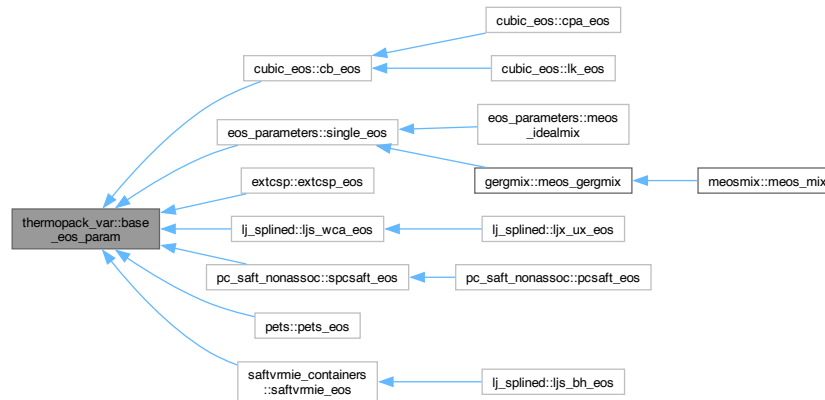 cubic_eos::cpa_eos
cubic_eos::cb_eos
cubic_eos::lk_eos
eos_parameters::meos
_idealmix
eos_parameters::single_eos
extcsp::extcsp_eos
gergmix::meos_gergmix
meosmix::meos_mix
thermopack_var::base
_eos_param
lj_splined::ljs_wca_eos
lj_splined::ljx_ux_eos
pc_saft_nonassoc::spcsaft_eos
pc_saft_nonassoc::pcsaft_eos
pets::pets_eos
saftvrmie_containers
::saftvrmie_eos
lj_splined::ljs_bh_eos